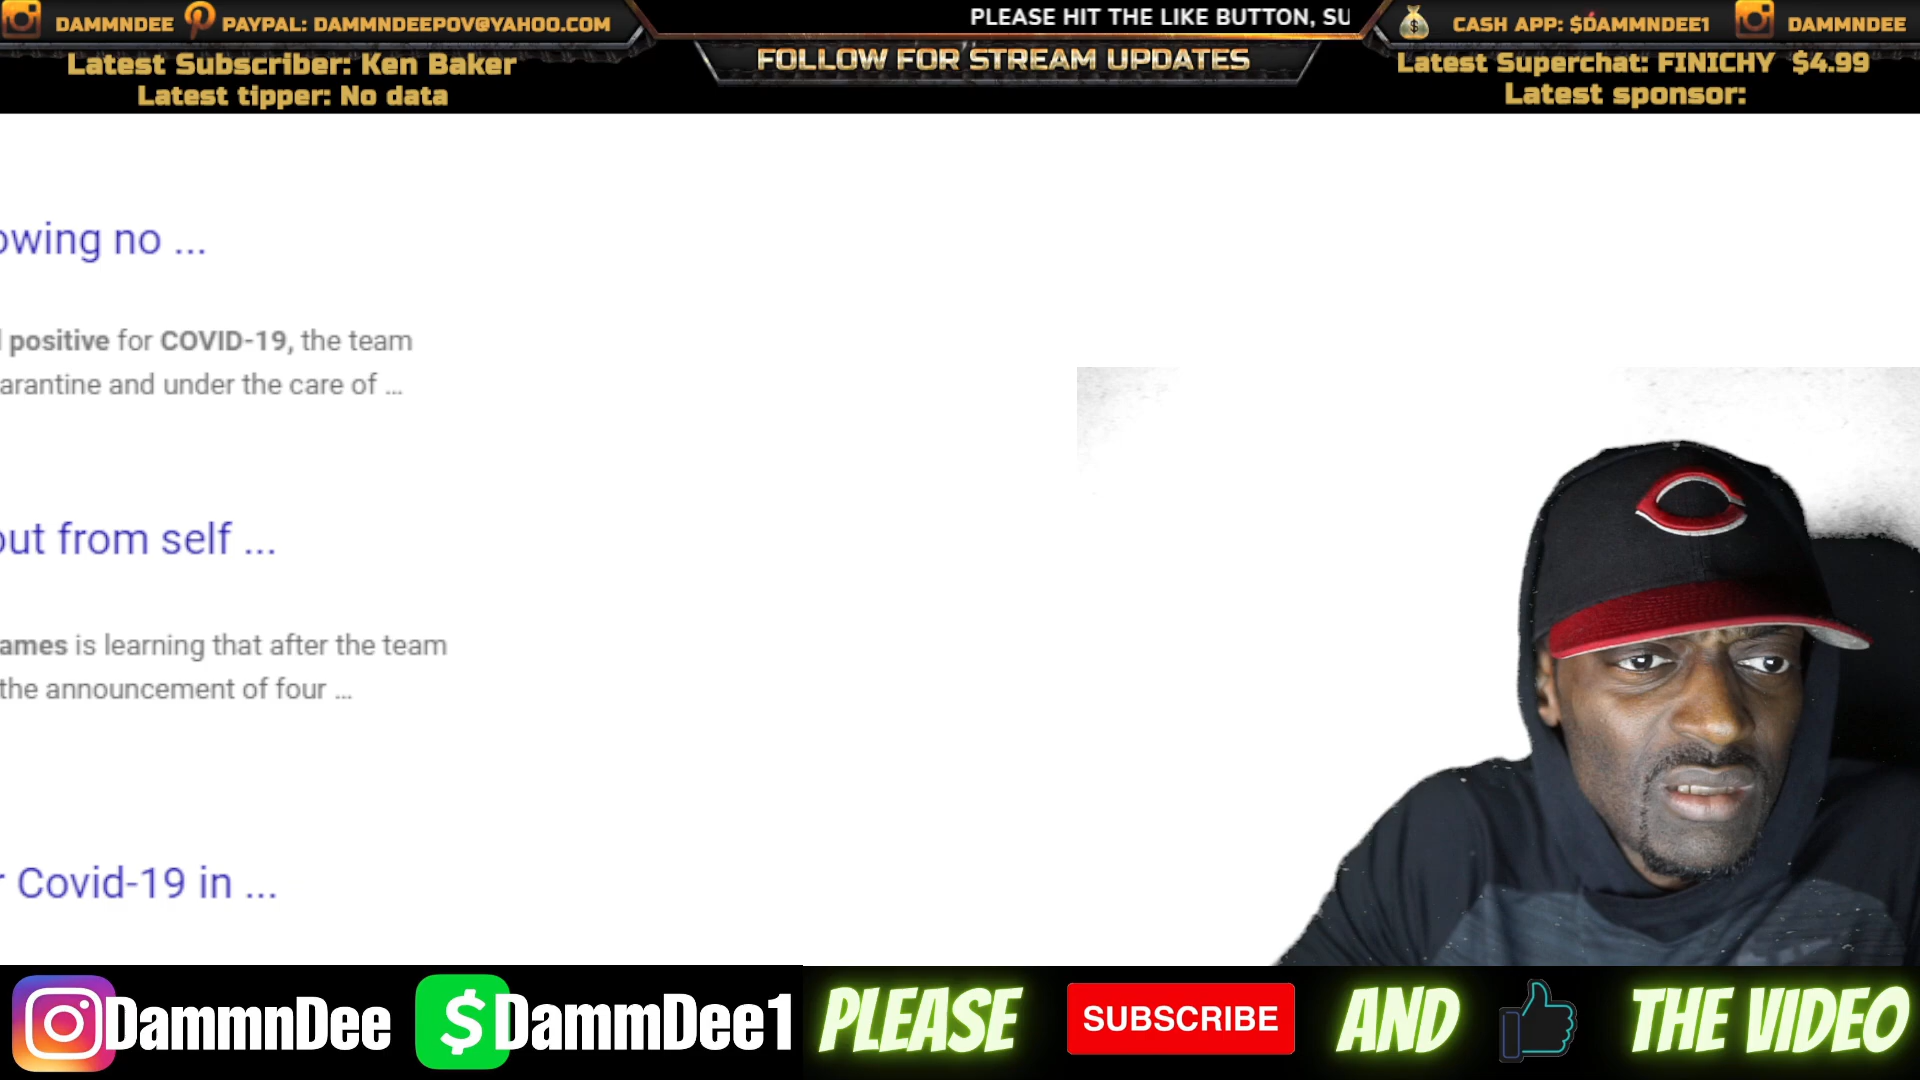 DAMMNDEE PAYPAL: DAMMNDEEPOV@YAHOO.COM
PLEASE HIT THE LIKE BUTTON, SU
CASH APP: $DAMMNDEE1 DAMMNDEE
Latest Subscriber: Ken Baker
Latest tipper: No data
FOLLOW FOR STREAM UPDATES
Latest Superchat: FINICHY $4.99
Latest sponsor:
owing no ...
positive for COVID-19, the team
arantine and under the care of ...
out from self ...
ames is learning that after the team
the announcement of four ...
r Covid-19 in ...
DammnDee $ DammDee1 PLEASE SUBSCRIBE AND THE VIDEO